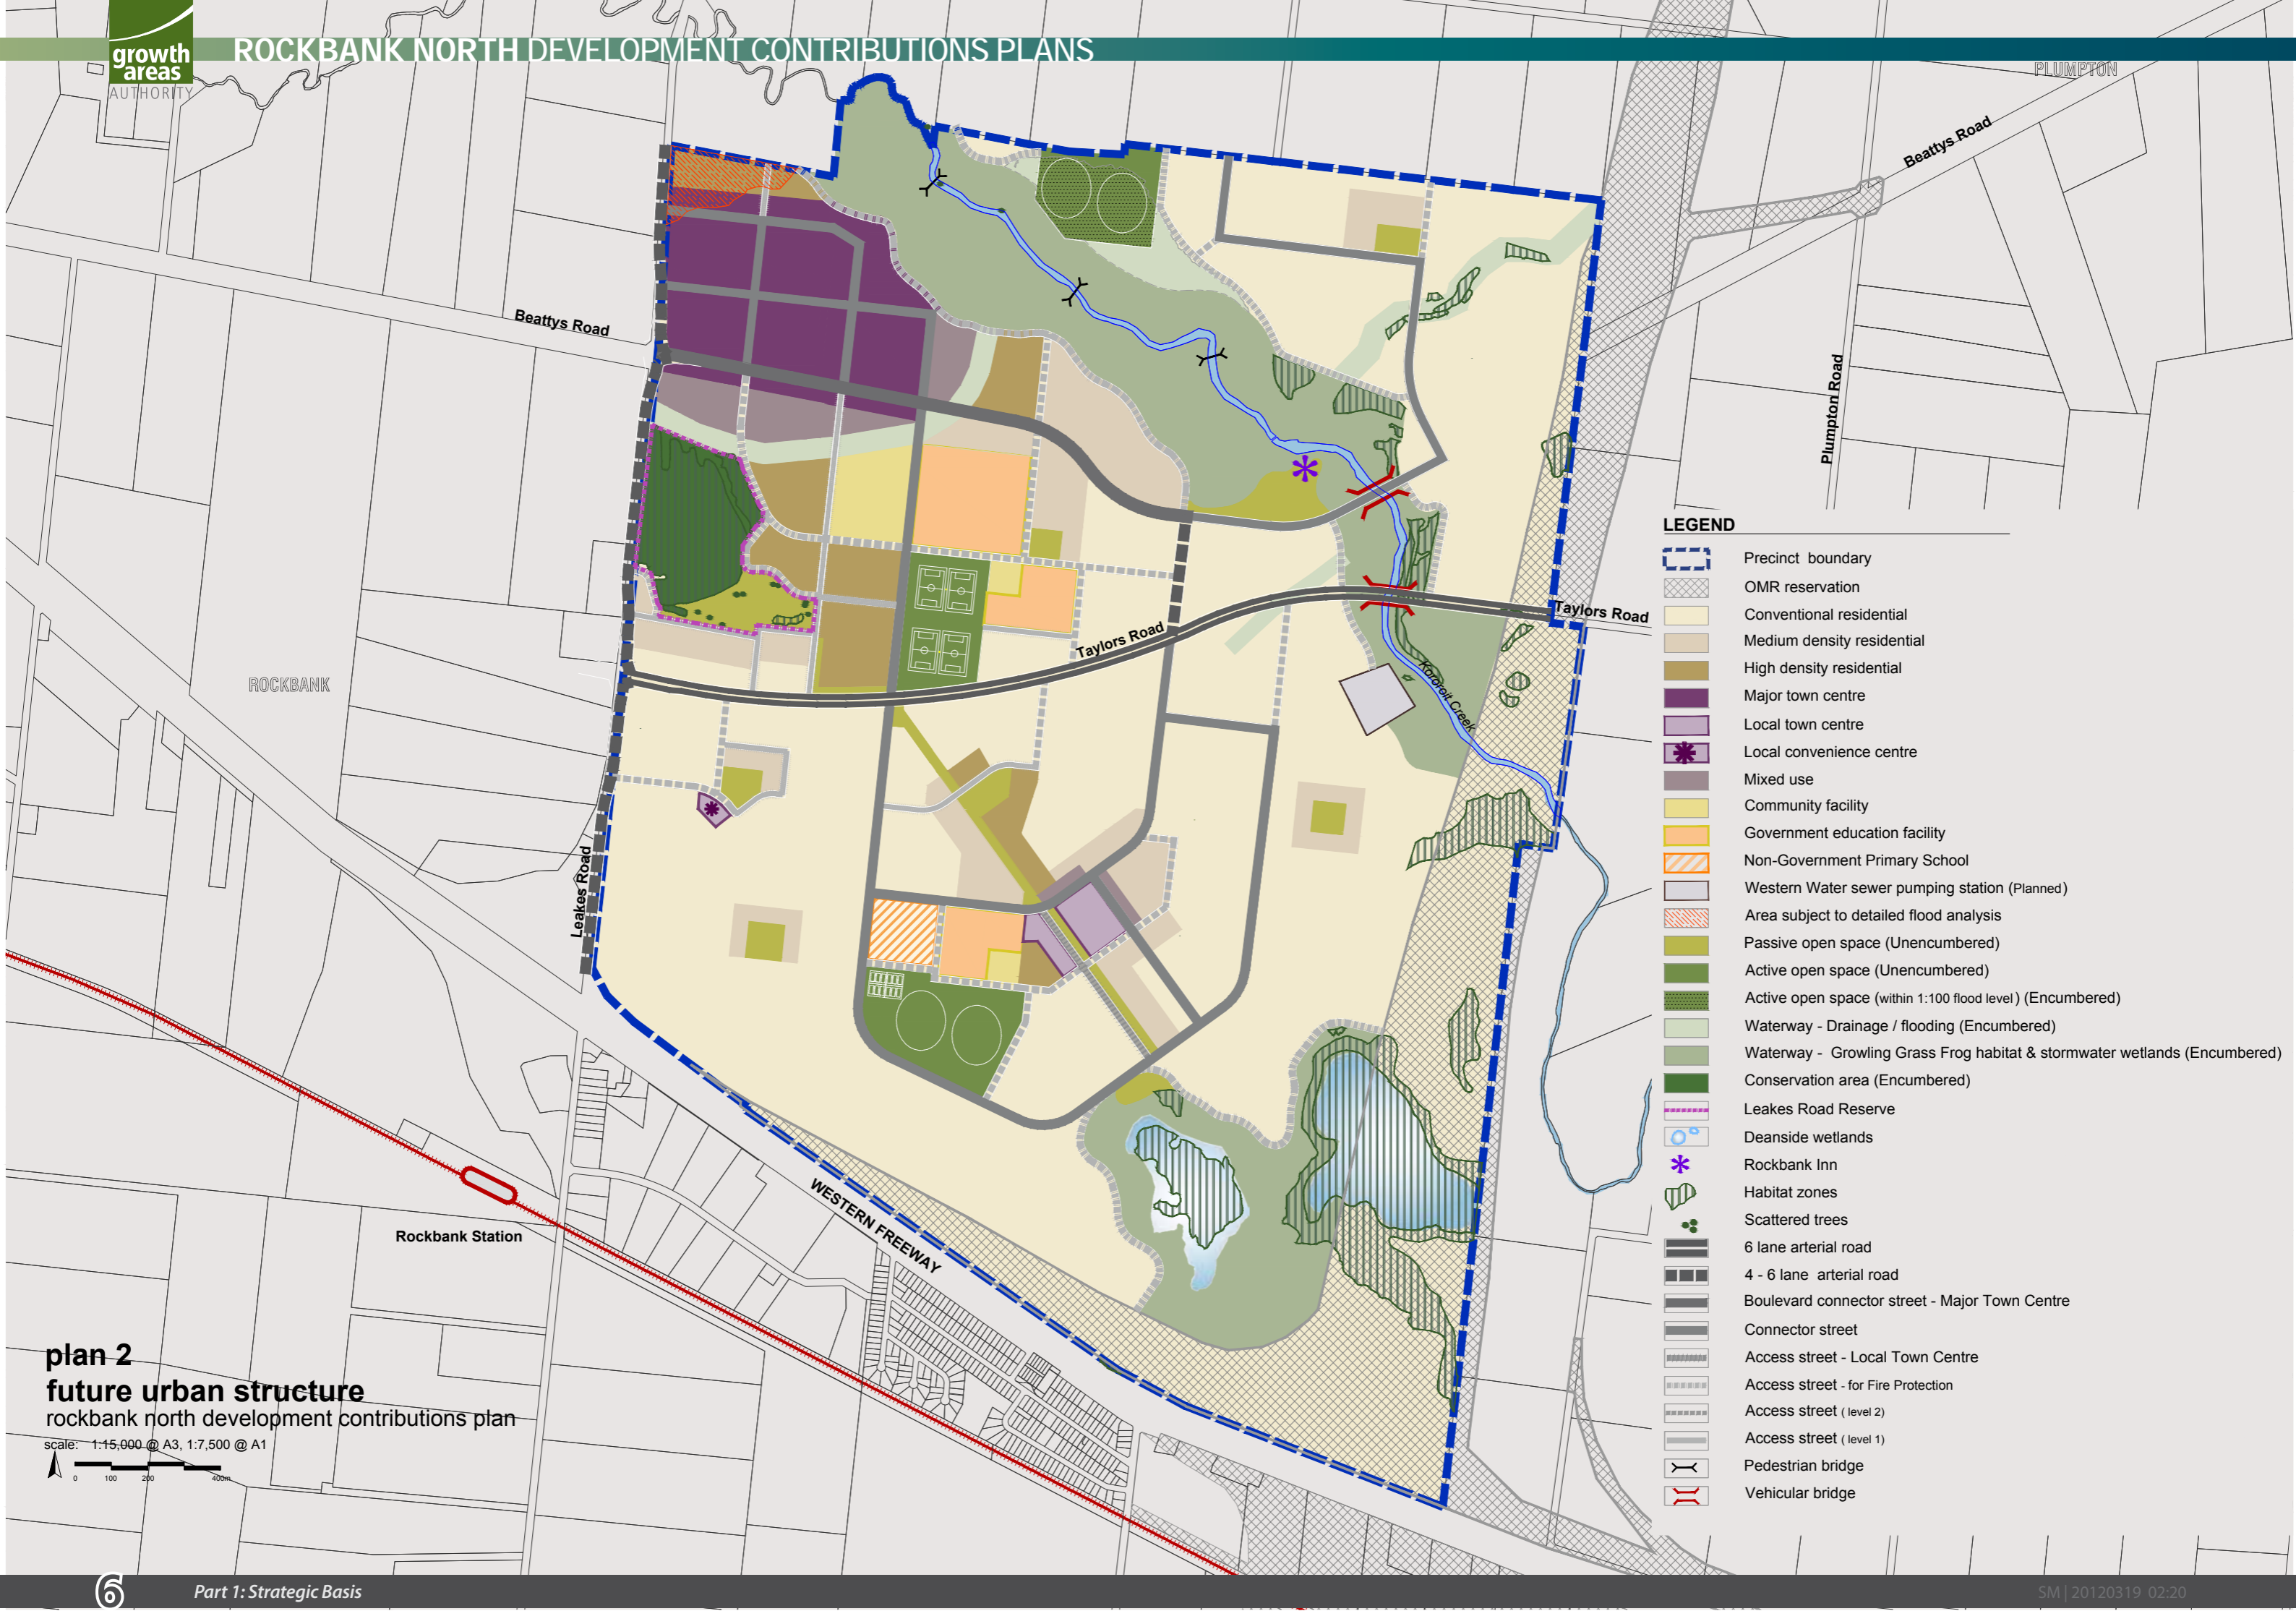 growth
areas
AUTHORITY
ROCKBANK NORTH DEVELOPMENT CONTRIBUTIONS PLANS
PLUMPTON
Beattys Road
Beattys Road
Plumpton Road
Taylors Road
Taylors Road
Kororoit Creek
ROCKBANK
Leakes Road
WESTERN FREEWAY
Rockbank Station
LEGEND
Precinct boundary
OMR reservation
Conventional residential
Medium density residential
High density residential
Major town centre
Local town centre
Local convenience centre
Mixed use
Community facility
Government education facility
Non-Government Primary School
Western Water sewer pumping station (Planned)
Area subject to detailed flood analysis
Passive open space (Unencumbered)
Active open space (Unencumbered)
Active open space (within 1:100 flood level) (Encumbered)
Waterway - Drainage / flooding (Encumbered)
Waterway - Growling Grass Frog habitat & stormwater wetlands (Encumbered)
Conservation area (Encumbered)
Leakes Road Reserve
Deanside wetlands
Rockbank Inn
Habitat zones
Scattered trees
6 lane arterial road
4 - 6 lane arterial road
Boulevard connector street - Major Town Centre
Connector street
Access street - Local Town Centre
Access street - for Fire Protection
Access street ( level 2)
Access street ( level 1)
Pedestrian bridge
Vehicular bridge
plan 2
future urban structure
rockbank north development contributions plan
scale: 1:15,000 @ A3, 1:7,500 @ A1
0 100 200 400m
6 Part 1: Strategic Basis
SM | 20120319 02:20